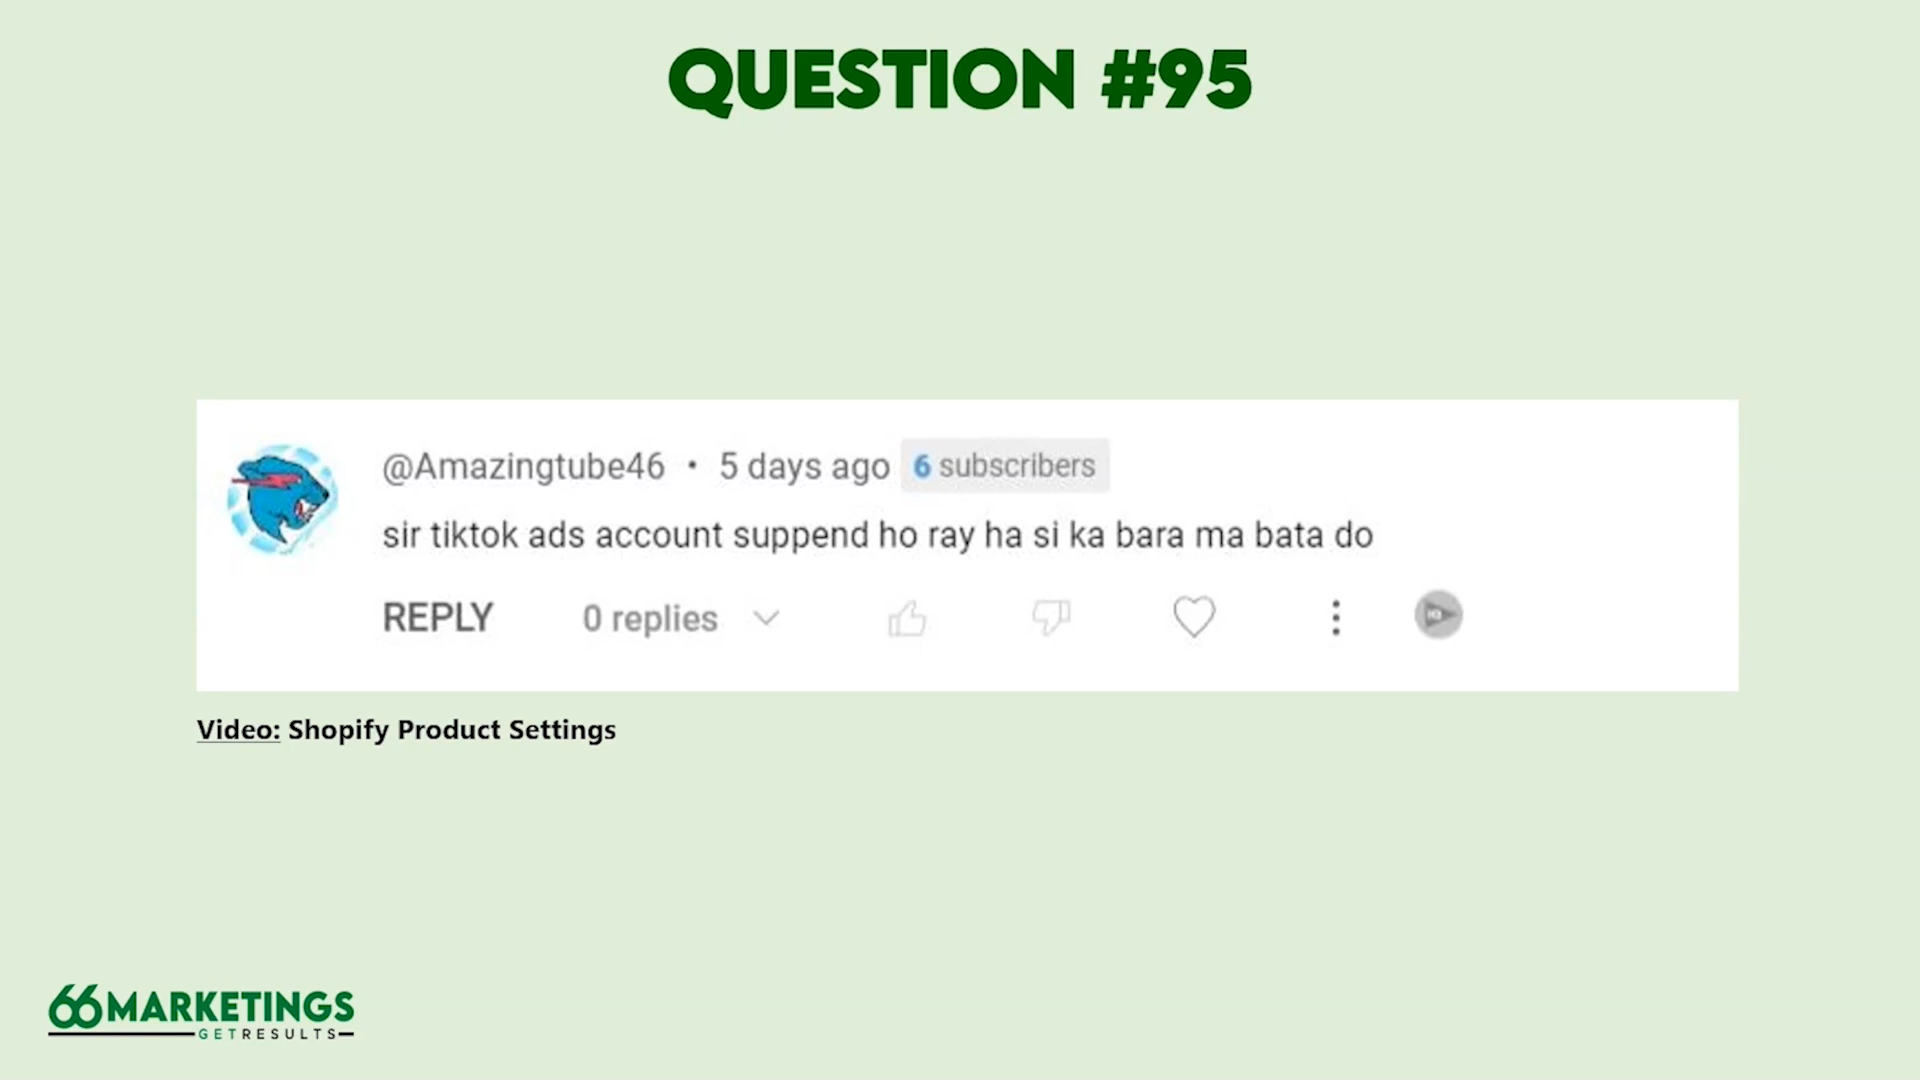 QUESTION #95
@Amazingtube46 • 5 days ago 6 subscribers
sir tiktok ads account suppend ho ray ha si ka bara ma bata do
REPLY 0 replies
Video: Shopify Product Settings
66MARKETINGS
GETRESULTS